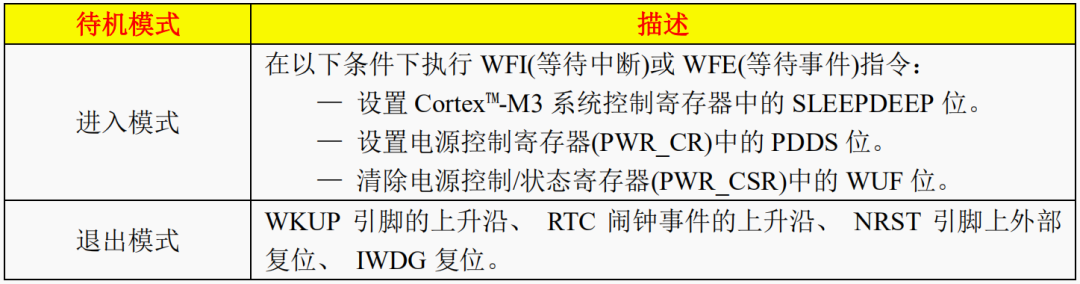 待机模式
描述
进入模式
在以下条件下执行 WFI(等待中断)或 WFE(等待事件)指令：
— 设置 Cortex™-M3 系统控制寄存器中的 SLEEPDEEP 位。
— 设置电源控制寄存器(PWR_CR)中的 PDDS 位。
— 清除电源控制/状态寄存器(PWR_CSR)中的 WUF 位。
退出模式
WKUP 引脚的上升沿、 RTC 闹钟事件的上升沿、 NRST 引脚上外部
复位、 IWDG 复位。